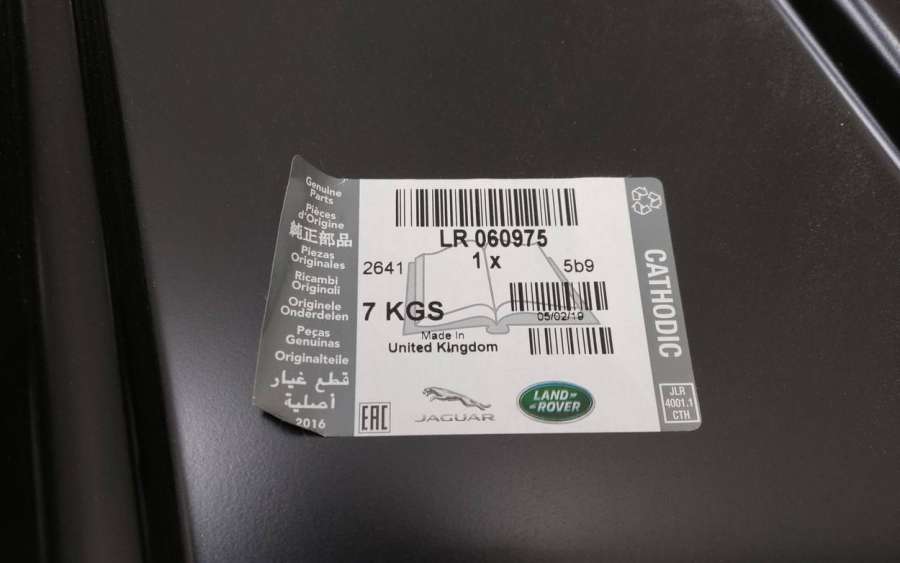 Genuine
Parts
Pièces
d'Origine
純正部品
Piezas
Originales
Ricambi
Originali
Originele
Onderdelen
Peças
Genuinas
Originalteile
قطع غيار
أصلية
2016
LR 060975
1 x
2641
5b9
7 KGS
05/02/19
Made In
United Kingdom
EAC
JAGUAR
LAND
ROVER
CATHODIC
JLR
4001.1
CTH